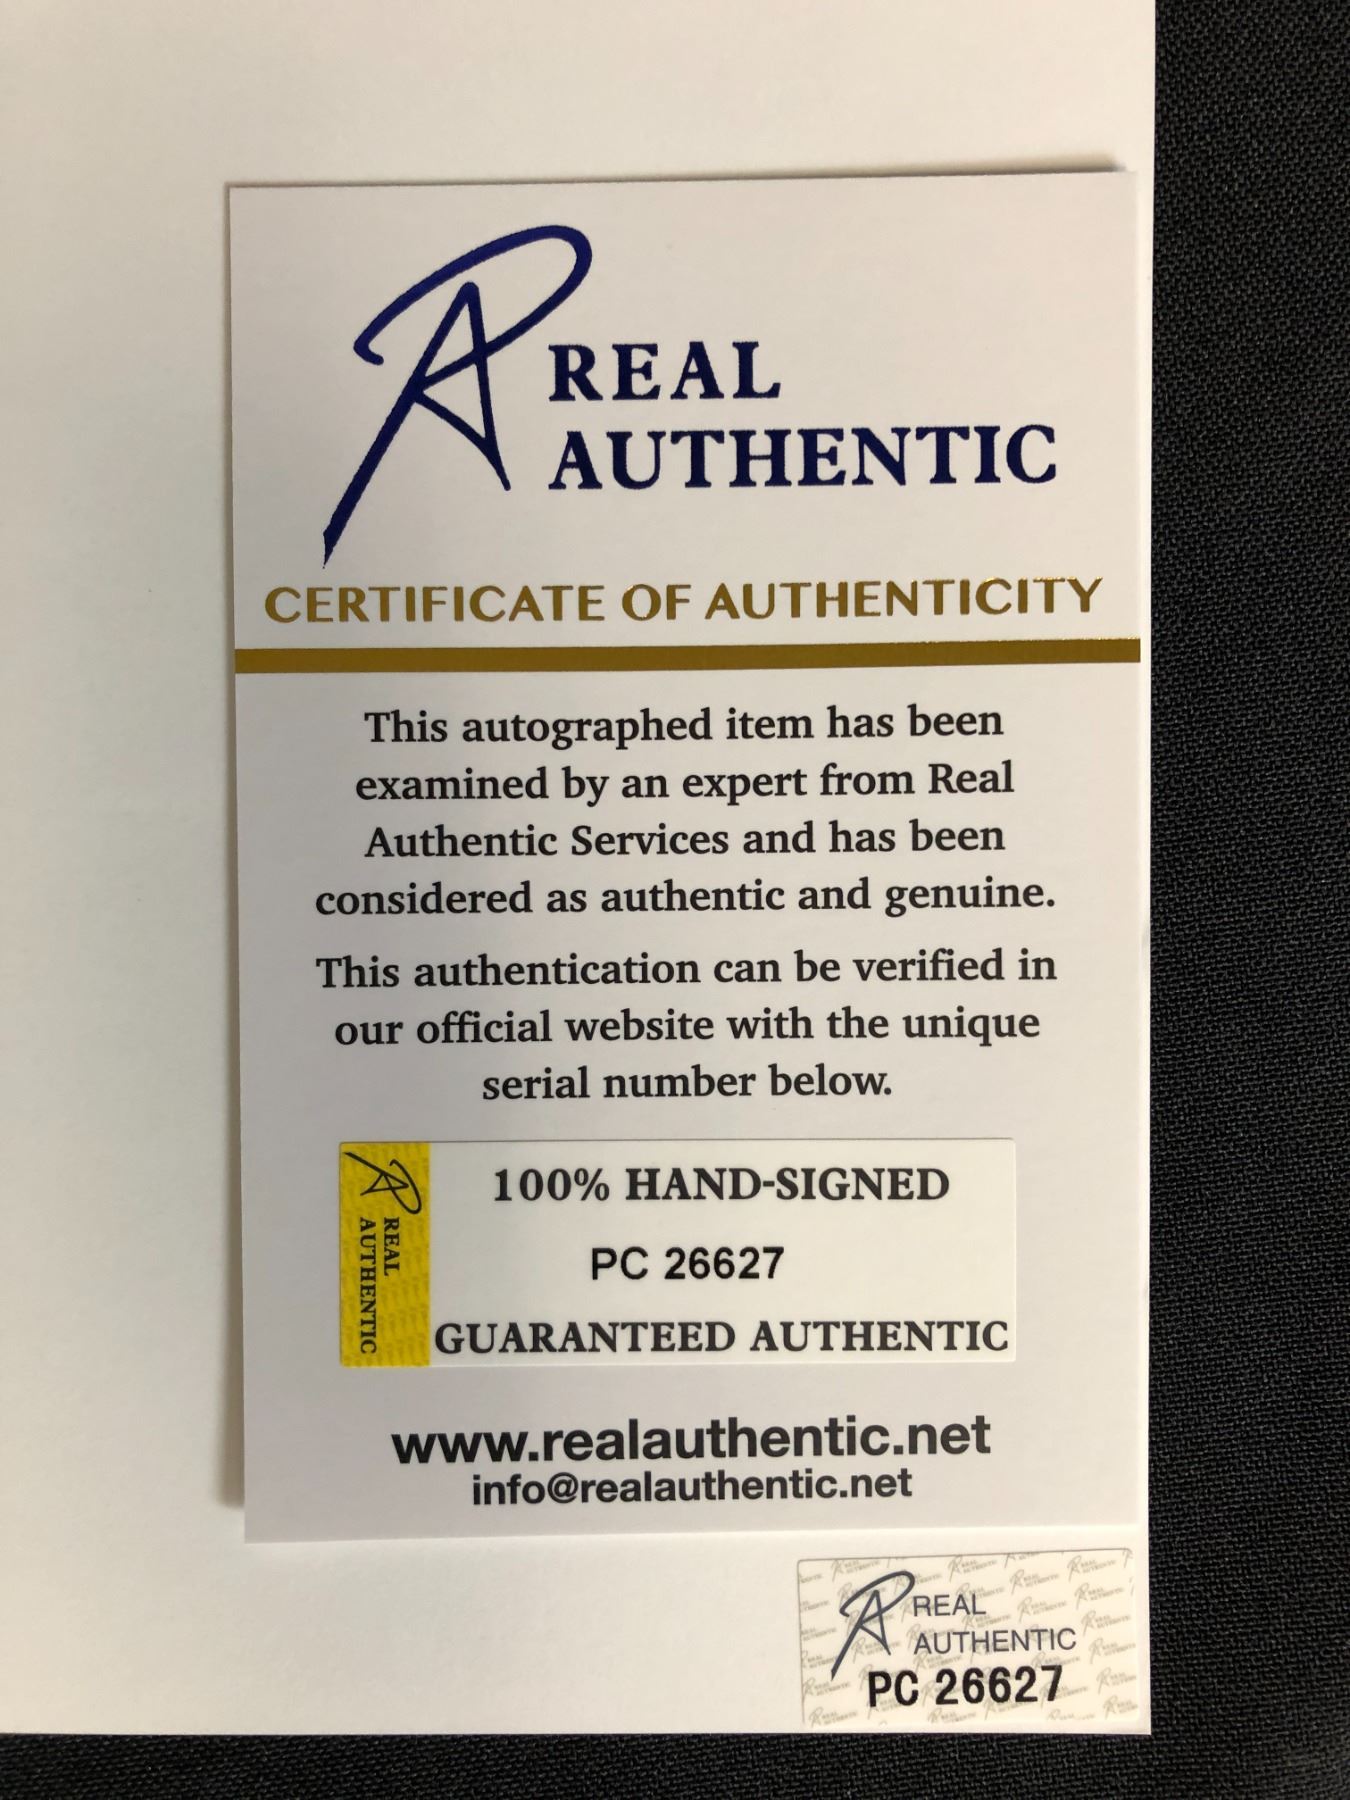 REAL
AUTHENTIC
CERTIFICATE OF AUTHENTICITY
This autographed item has been
examined by an expert from Real
Authentic Services and has been
considered as authentic and genuine.
This authentication can be verified in
our official website with the unique
serial number below.
REAL
AUTHENTIC
100% HAND-SIGNED
PC 26627
GUARANTEED AUTHENTIC
www.realauthentic.net
info@realauthentic.net
REAL
AUTHENTIC
PC 26627